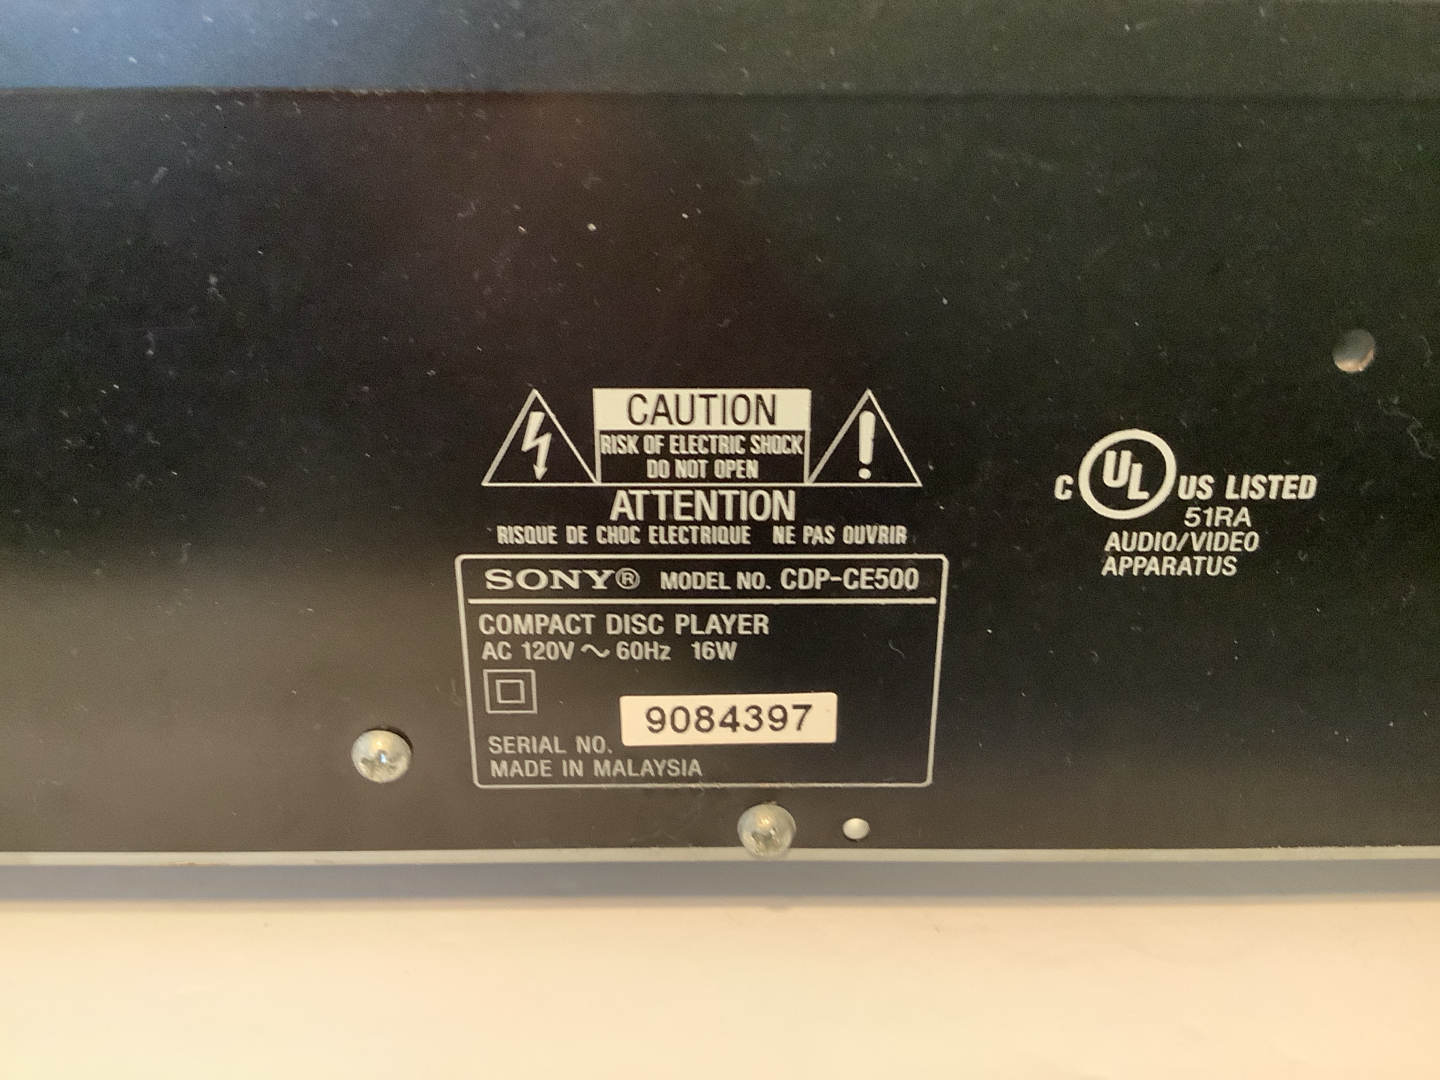 CAUTION
RISK OF ELECTRIC SHOCK
DO NOT OPEN
ATTENTION
RISQUE DE CHOC ELECTRIQUE NE PAS OUVRIR
SONY® MODEL NO. CDP-CE500
COMPACT DISC PLAYER
AC 120V ~ 60Hz 16W
9084397
SERIAL NO.
MADE IN MALAYSIA
C UL US LISTED
51RA
AUDIO/VIDEO
APPARATUS